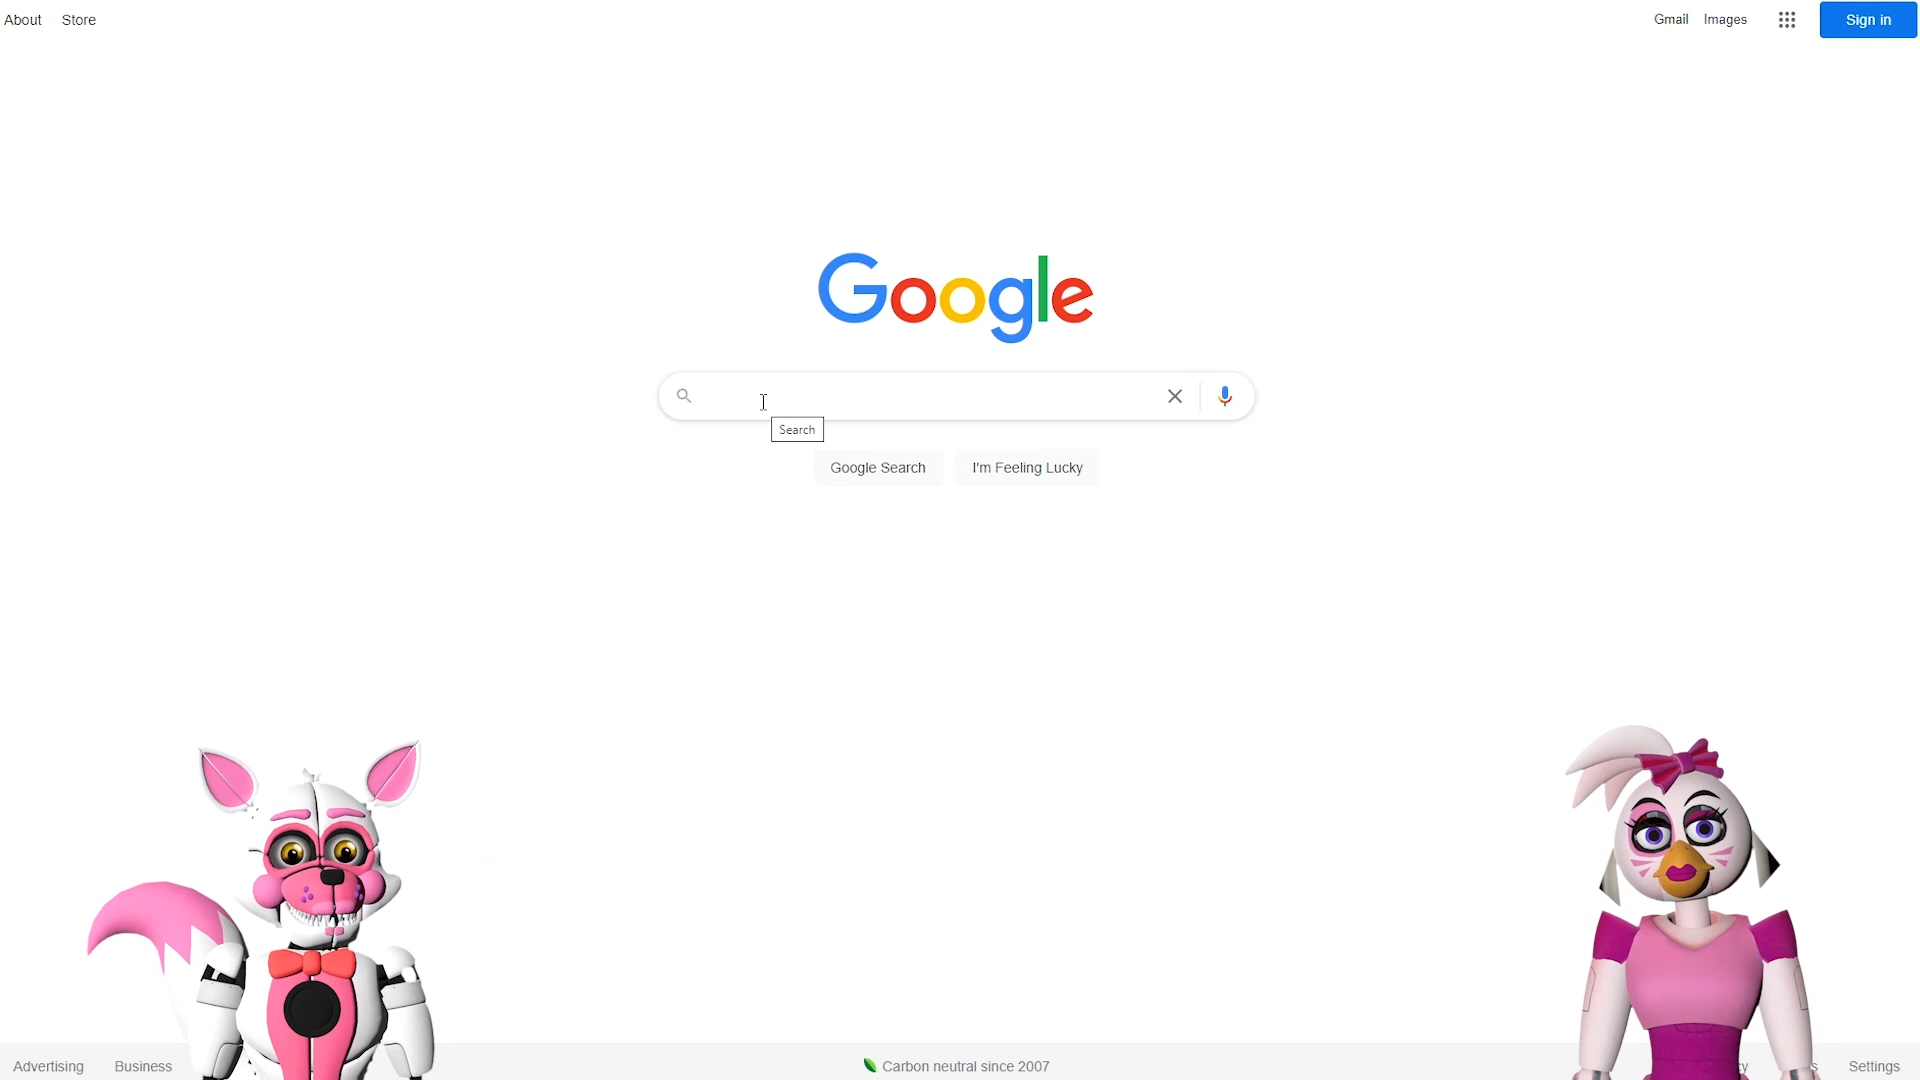 About Store
Gmail Images Sign in
Google
Search
Google Search I'm Feeling Lucky
Advertising Business Carbon neutral since 2007 Settings